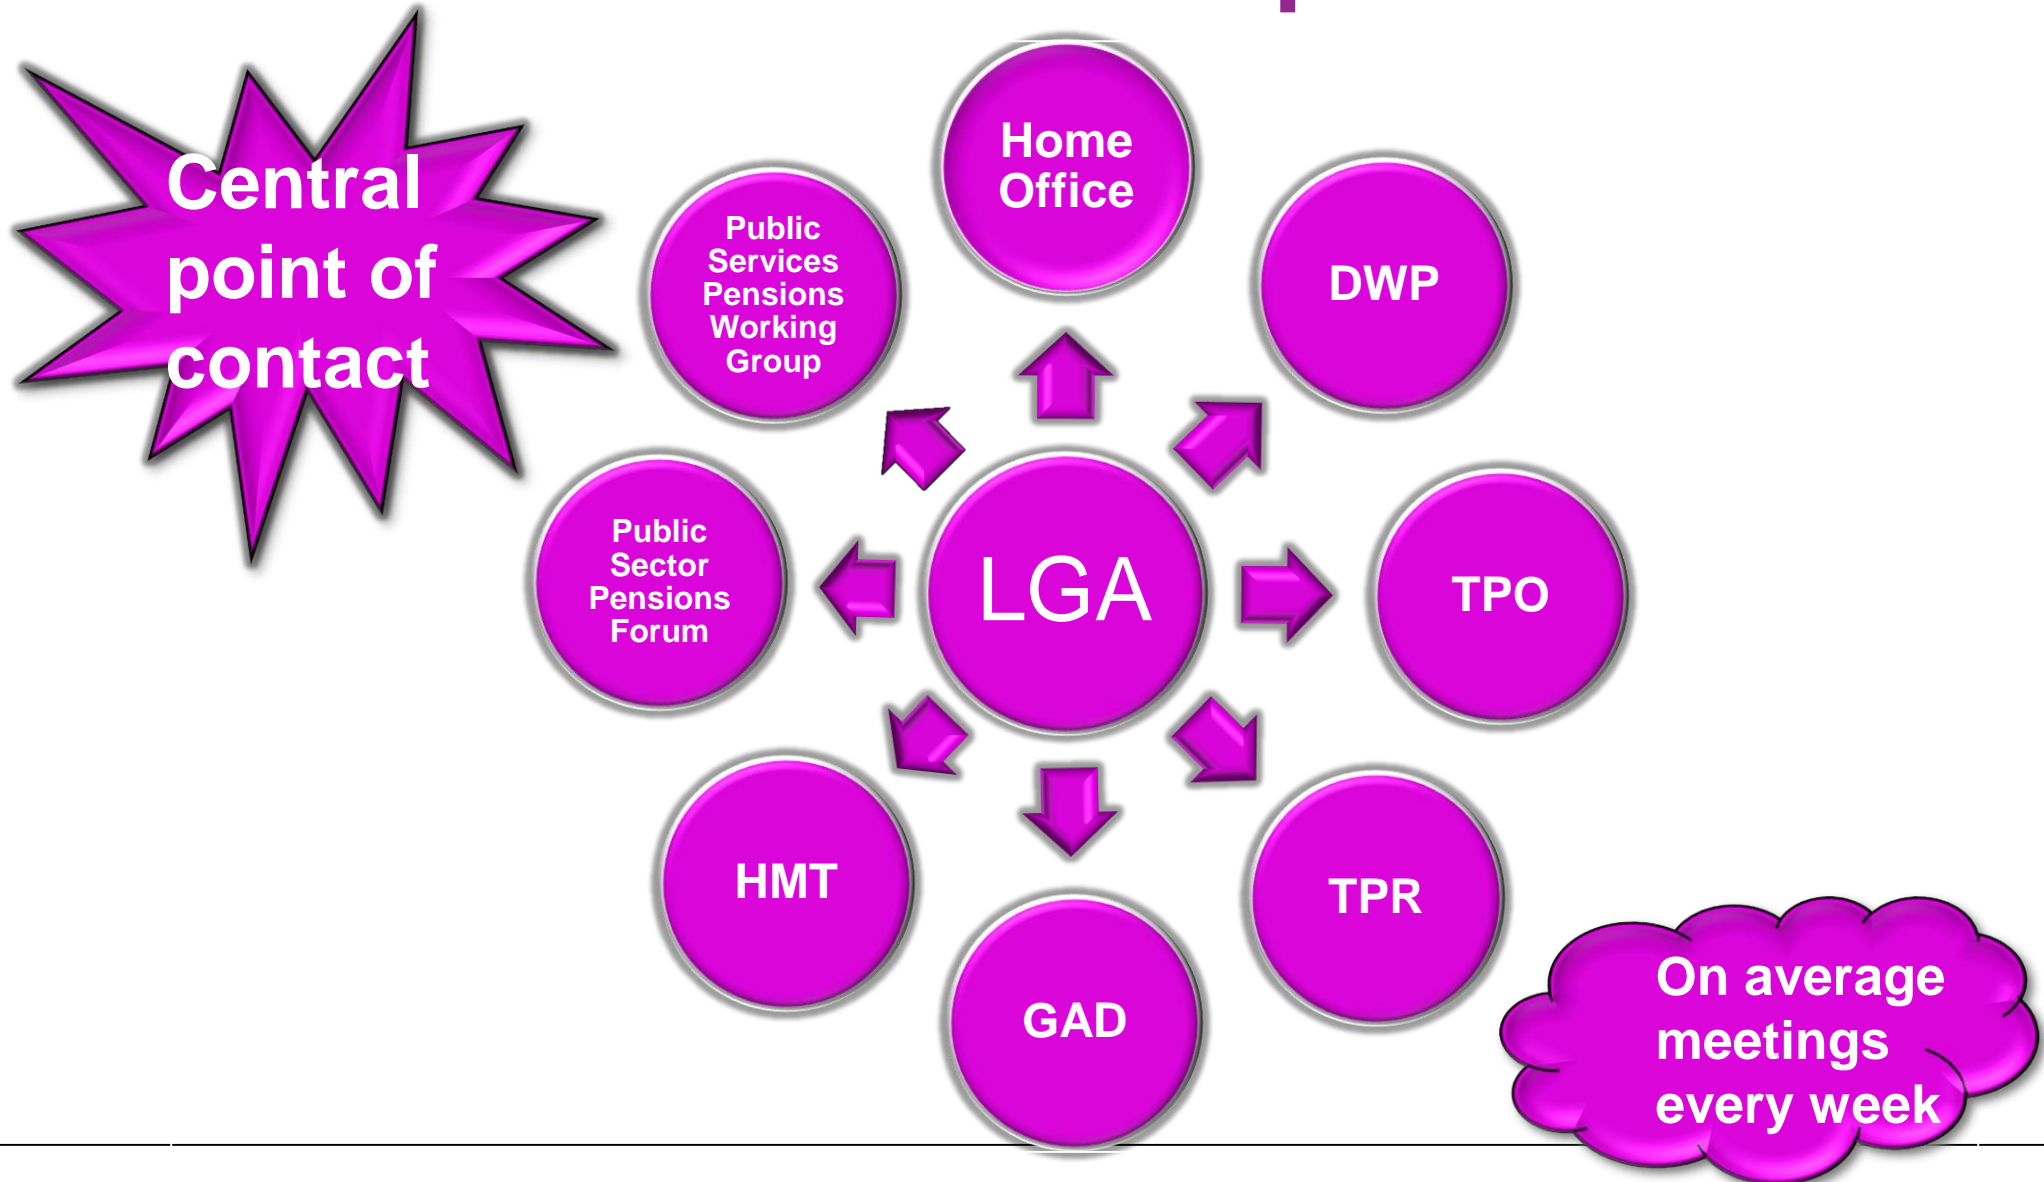 Central
point of
contact
Home
Office
DWP
TPO
TPR
GAD
HMT
Public
Sector
Pensions
Forum
Public
Services
Pensions
Working
Group
LGA
On average
meetings
every week